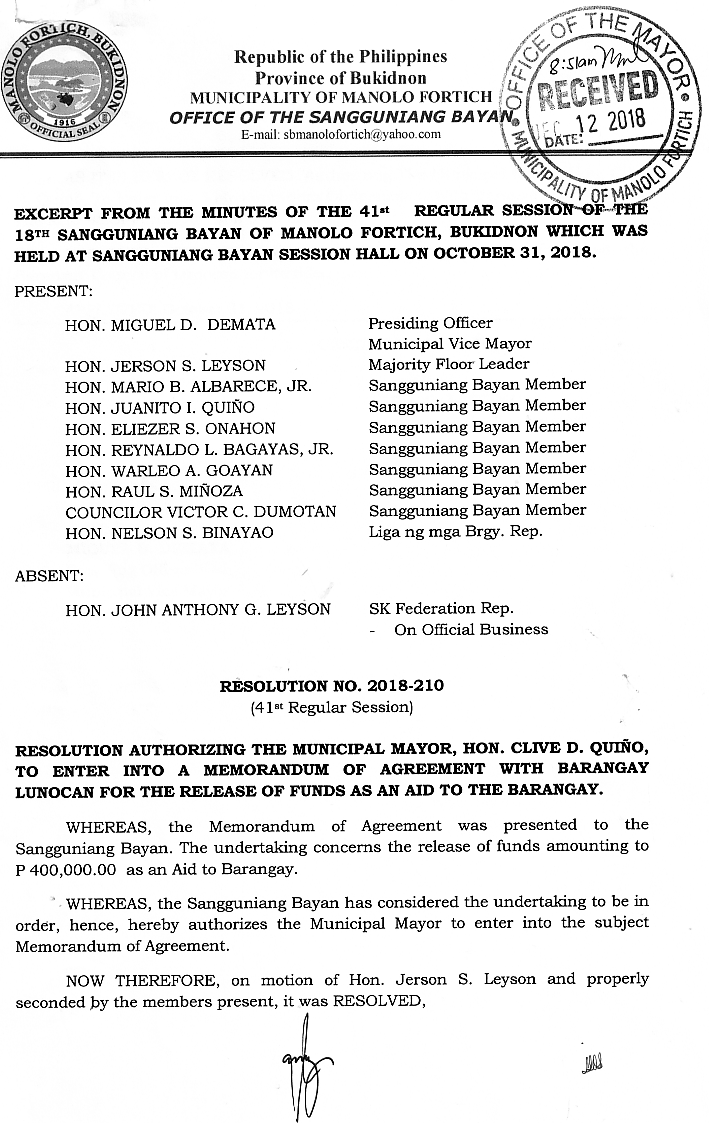 MANOLO FORTICH, BUKIDNON
1916
OFFICIAL SEAL
Republic of the Philippines
Province of Bukidnon
MUNICIPALITY OF MANOLO FORTICH
OFFICE OF THE SANGGUNIANG BAYAN
E-mail: sbmanolofortich@yahoo.com
OFFICE OF THE MAYOR
8:51am
RECEIVED
DEC 12 2018
DATE:
MUNICIPALITY OF MANOLO FORTICH
EXCERPT FROM THE MINUTES OF THE 41st REGULAR SESSION OF THE
18TH SANGGUNIANG BAYAN OF MANOLO FORTICH, BUKIDNON WHICH WAS
HELD AT SANGGUNIANG BAYAN SESSION HALL ON OCTOBER 31, 2018.
PRESENT:
HON. MIGUEL D. DEMATA Presiding Officer
Municipal Vice Mayor
HON. JERSON S. LEYSON Majority Floor Leader
HON. MARIO B. ALBARECE, JR. Sangguniang Bayan Member
HON. JUANITO I. QUIÑO Sangguniang Bayan Member
HON. ELIEZER S. ONAHON Sangguniang Bayan Member
HON. REYNALDO L. BAGAYAS, JR. Sangguniang Bayan Member
HON. WARLEO A. GOAYAN Sangguniang Bayan Member
HON. RAUL S. MIÑOZA Sangguniang Bayan Member
COUNCILOR VICTOR C. DUMOTAN Sangguniang Bayan Member
HON. NELSON S. BINAYAO Liga ng mga Brgy. Rep.
ABSENT:
HON. JOHN ANTHONY G. LEYSON SK Federation Rep.
- On Official Business
RESOLUTION NO. 2018-210
(41st Regular Session)
RESOLUTION AUTHORIZING THE MUNICIPAL MAYOR, HON. CLIVE D. QUIÑO,
TO ENTER INTO A MEMORANDUM OF AGREEMENT WITH BARANGAY
LUNOCAN FOR THE RELEASE OF FUNDS AS AN AID TO THE BARANGAY.
WHEREAS, the Memorandum of Agreement was presented to the
Sangguniang Bayan. The undertaking concerns the release of funds amounting to
P 400,000.00 as an Aid to Barangay.
WHEREAS, the Sangguniang Bayan has considered the undertaking to be in
order, hence, hereby authorizes the Municipal Mayor to enter into the subject
Memorandum of Agreement.
NOW THEREFORE, on motion of Hon. Jerson S. Leyson and properly
seconded by the members present, it was RESOLVED,